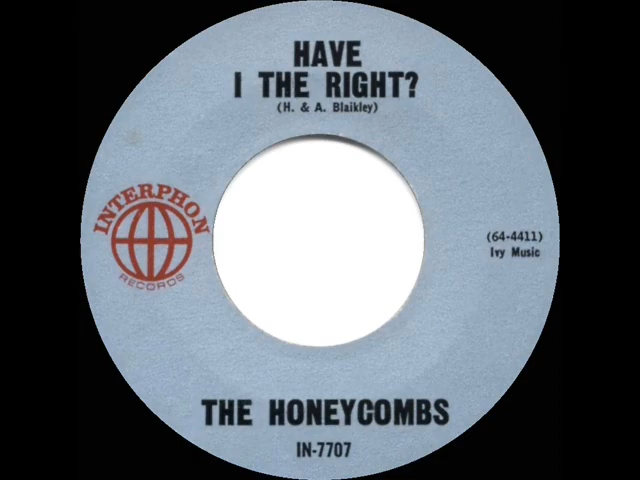 HAVE
I THE RIGHT?
(H. & A. Blaikley)
INTERPHON
RECORDS
(64-4411)
Ivy Music
THE HONEYCOMBS
IN-7707